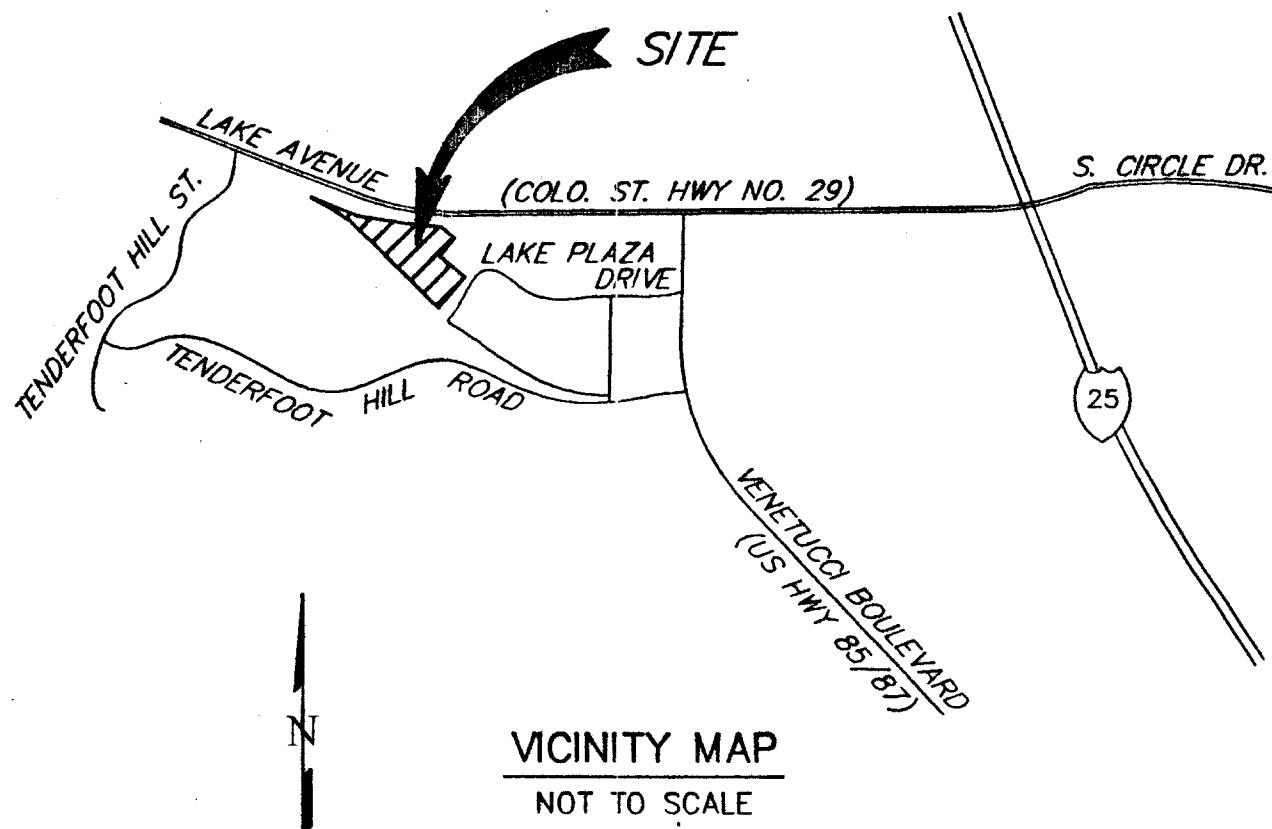 SITE
LAKE AVENUE
(COLO. ST. HWY NO. 29)
S. CIRCLE DR.
TENDERFOOT HILL ST.
LAKE PLAZA
DRIVE
TENDERFOOT HILL ROAD
25
VENETUCCI BOULEVARD
(US HWY 85/87)
N
VICINITY MAP
NOT TO SCALE